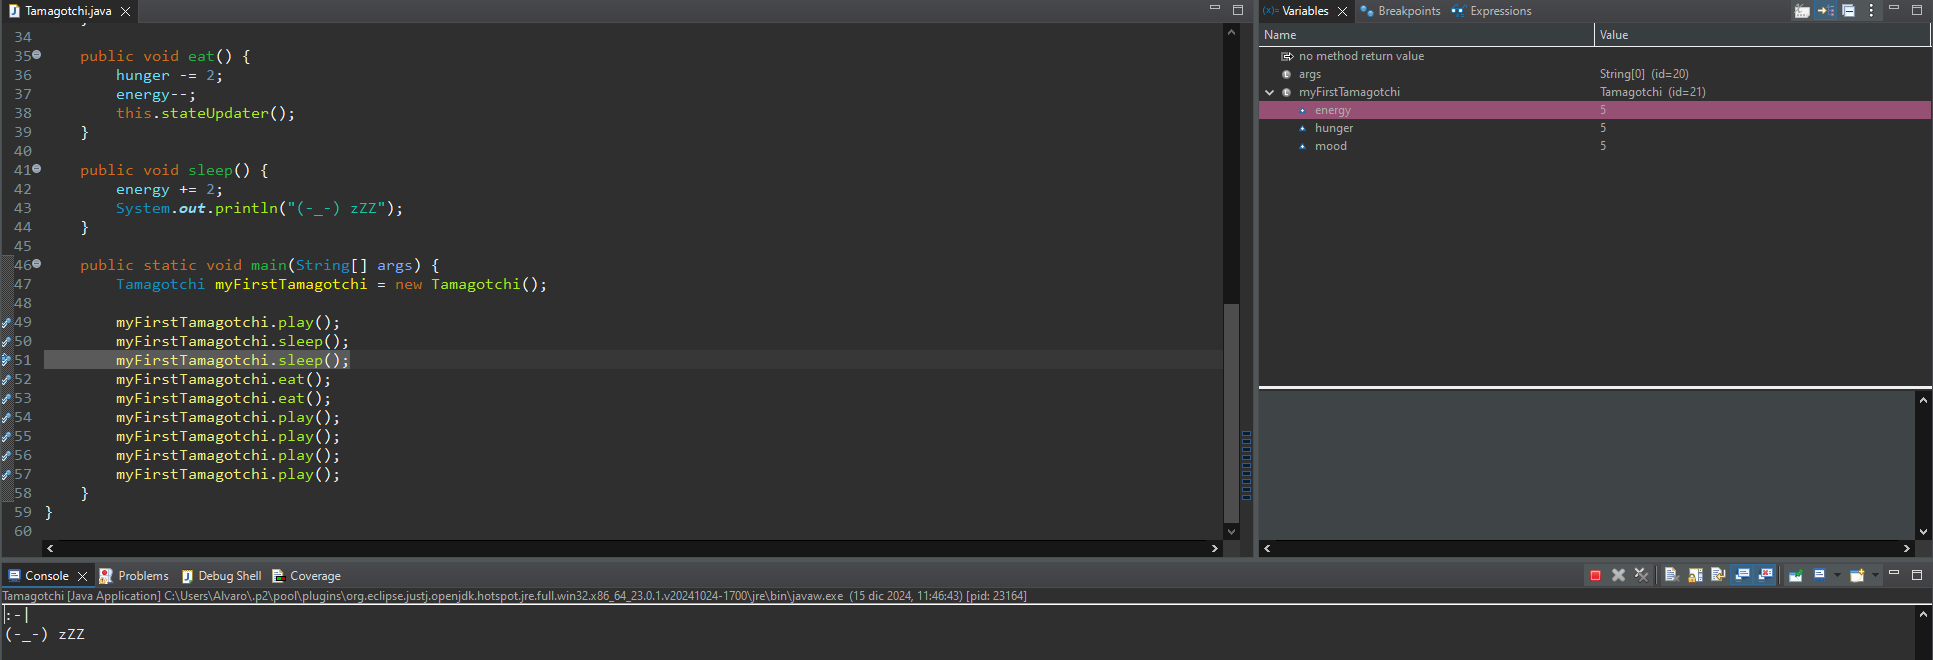 Tamagotchi.java
34
35 public void eat() {
36 hunger -= 2;
37 energy--;
38 this.stateUpdater();
39 }
40
41 public void sleep() {
42 energy += 2;
43 System.out.println("(-_-) zZZ");
44 }
45
46 public static void main(String[] args) {
47 Tamagotchi myFirstTamagotchi = new Tamagotchi();
48
49 myFirstTamagotchi.play();
50 myFirstTamagotchi.sleep();
51 myFirstTamagotchi.sleep();
52 myFirstTamagotchi.eat();
53 myFirstTamagotchi.eat();
54 myFirstTamagotchi.play();
55 myFirstTamagotchi.play();
56 myFirstTamagotchi.play();
57 myFirstTamagotchi.play();
58 }
59 }
60
(x)= Variables Breakpoints Expressions
Name Value
no method return value
args String[0] (id=20)
myFirstTamagotchi Tamagotchi (id=21)
energy 5
hunger 5
mood 5
Console Problems Debug Shell Coverage
Tamagotchi [Java Application] C:\Users\Alvaro\.p2\pool\plugins\org.eclipse.justj.openjdk.hotspot.jre.full.win32.x86_64_23.0.1.v20241024-1700\jre\bin\javaw.exe (15 dic 2024, 11:46:43) [pid: 23164]
:-|
(-_-) zZZ